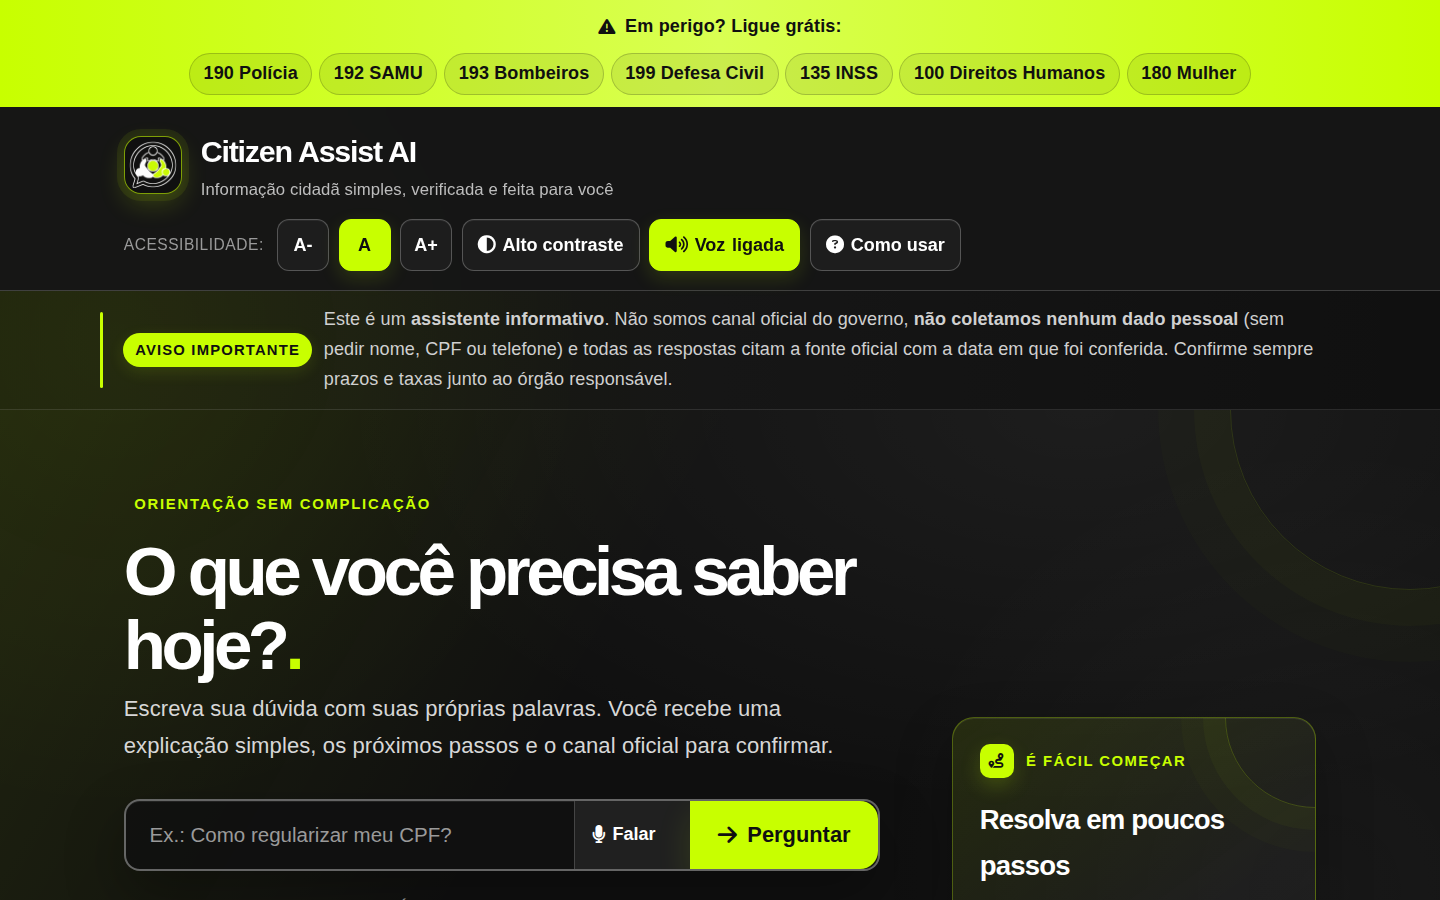 Em perigo? Ligue grátis:
190 Polícia 192 SAMU 193 Bombeiros 199 Defesa Civil 135 INSS 100 Direitos Humanos 180 Mulher
Citizen Assist AI
Informação cidadã simples, verificada e feita para você
ACESSIBILIDADE: A- A A+ Alto contraste Voz ligada Como usar
AVISO IMPORTANTE
Este é um assistente informativo. Não somos canal oficial do governo, não coletamos nenhum dado pessoal (sem
pedir nome, CPF ou telefone) e todas as respostas citam a fonte oficial com a data em que foi conferida. Confirme sempre
prazos e taxas junto ao órgão responsável.
ORIENTAÇÃO SEM COMPLICAÇÃO
O que você precisa saber
hoje?.
Escreva sua dúvida com suas próprias palavras. Você recebe uma
explicação simples, os próximos passos e o canal oficial para confirmar.
Ex.: Como regularizar meu CPF? Falar Perguntar
É FÁCIL COMEÇAR
Resolva em poucos
passos